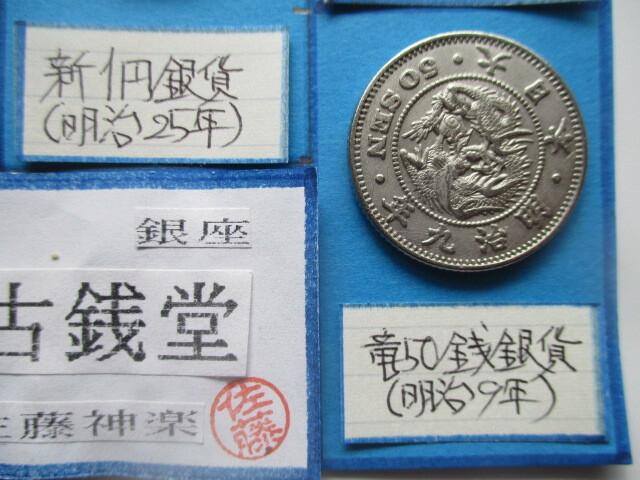 新1円銀貨
(明治25年)
銀座
古銭堂
佐藤神楽
佐藤
大日本
50 SEN
明治九年
竜50銭銀貨
(明治9年)